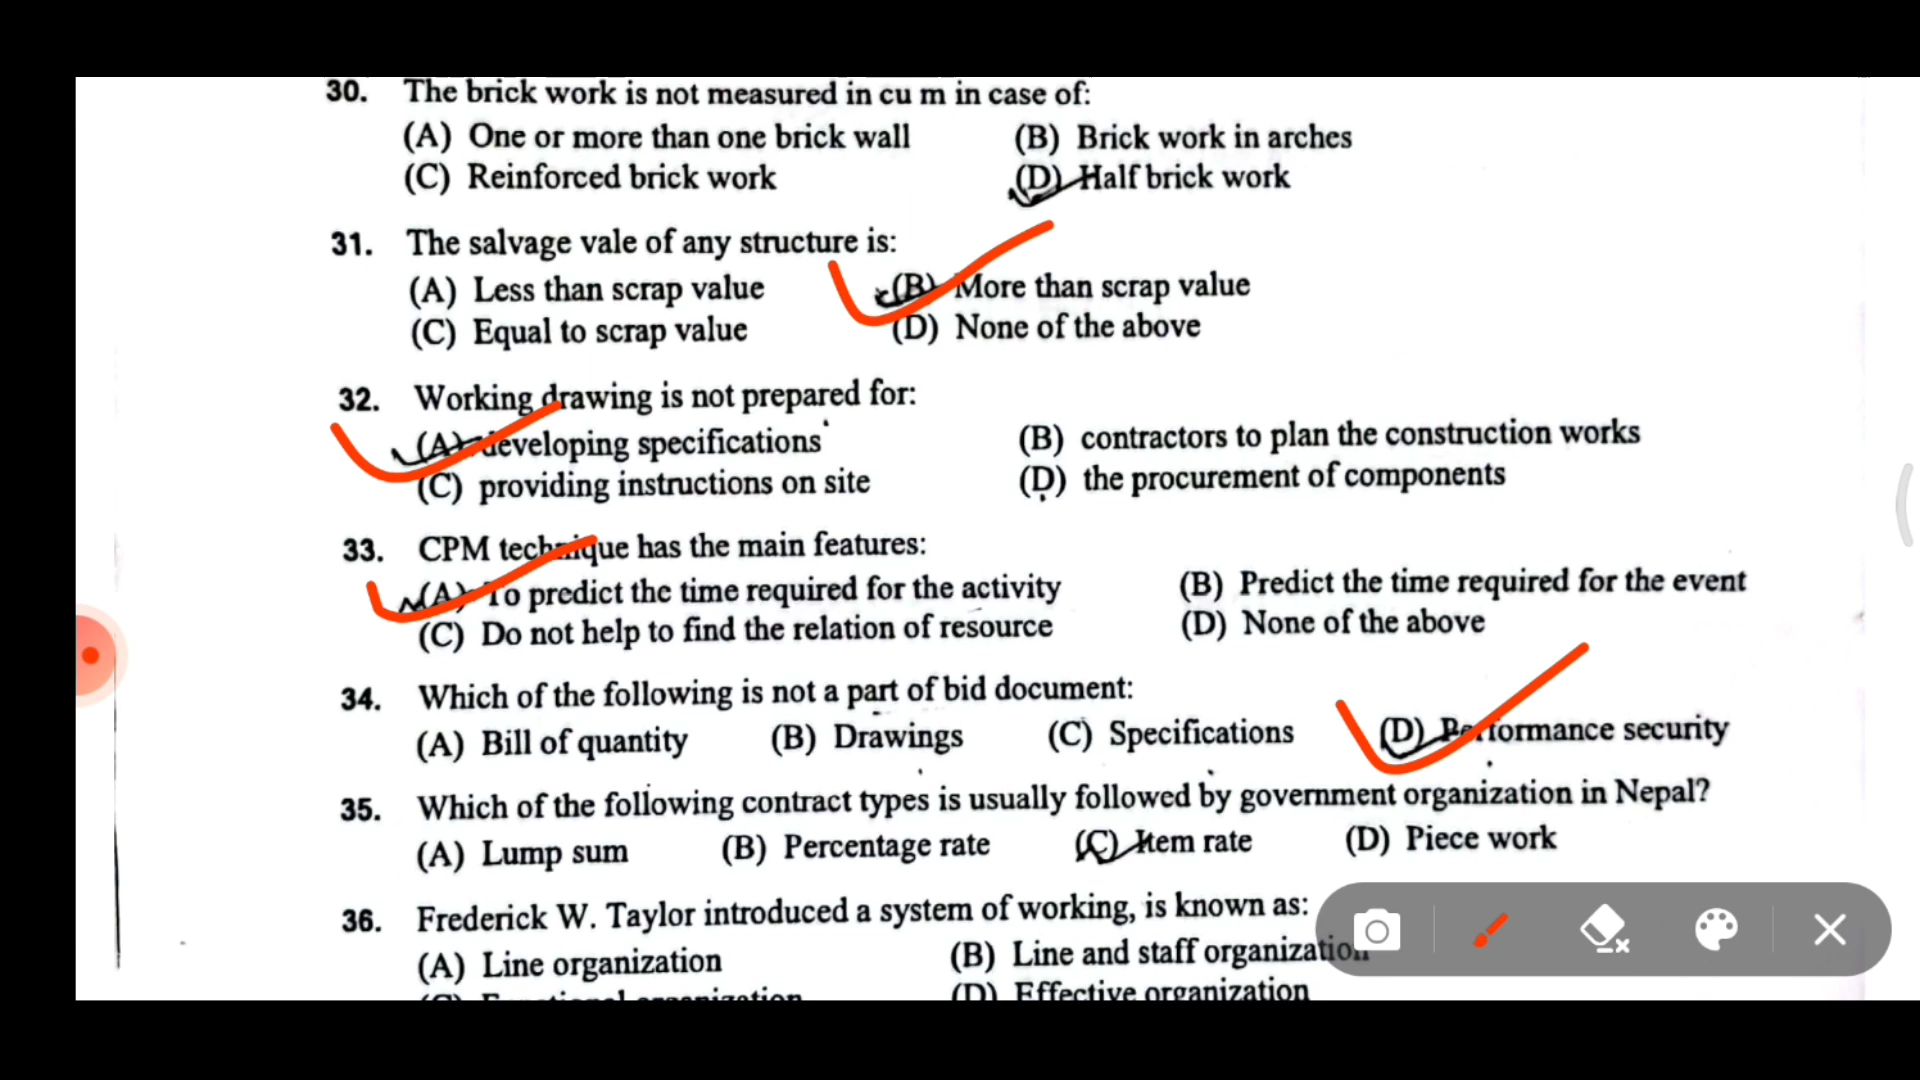 30. The brick work is not measured in cu m in case of:
(A) One or more than one brick wall (B) Brick work in arches
(C) Reinforced brick work (D) Half brick work
31. The salvage vale of any structure is:
(A) Less than scrap value (B) More than scrap value
(C) Equal to scrap value (D) None of the above
32. Working drawing is not prepared for:
(A) developing specifications (B) contractors to plan the construction works
(C) providing instructions on site (D) the procurement of components
33. CPM technique has the main features:
(A) To predict the time required for the activity (B) Predict the time required for the event
(C) Do not help to find the relation of resource (D) None of the above
34. Which of the following is not a part of bid document:
(A) Bill of quantity (B) Drawings (C) Specifications (D) Performance security
35. Which of the following contract types is usually followed by government organization in Nepal?
(A) Lump sum (B) Percentage rate (C) Item rate (D) Piece work
36. Frederick W. Taylor introduced a system of working, is known as:
(A) Line organization (B) Line and staff organization
(C) Functional organization (D) Effective organization